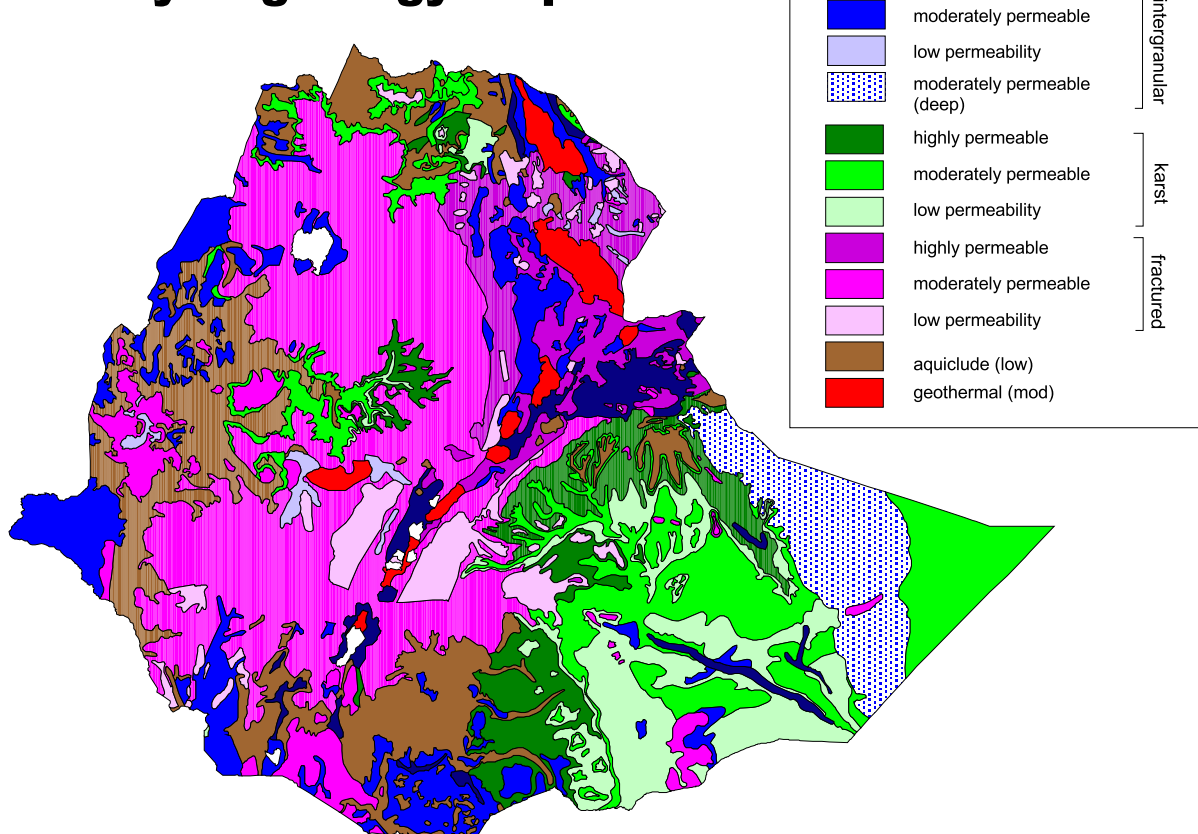 moderately permeable
low permeability
moderately permeable
(deep)
intergranular
highly permeable
moderately permeable
low permeability
karst
highly permeable
moderately permeable
low permeability
fractured
aquiclude (low)
geothermal (mod)